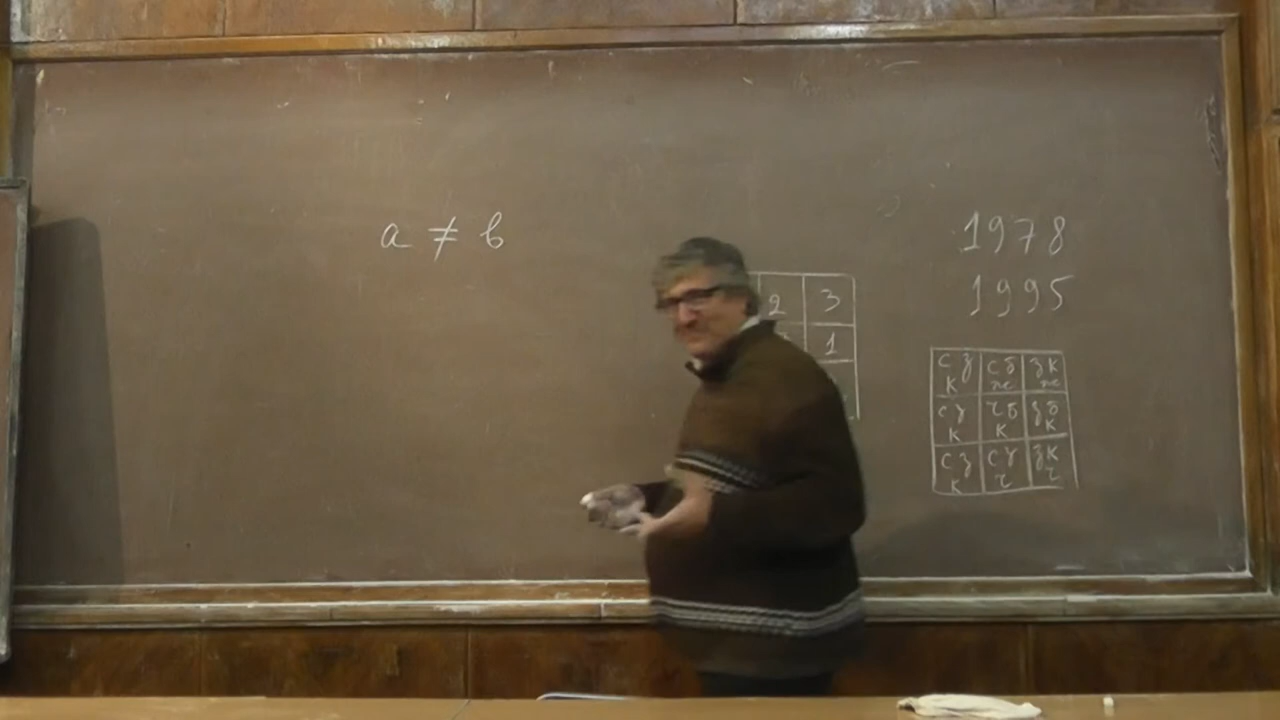 a ≠ b
2 3
1
1978
1995
с з к | с б ж | з к ж
с з к | ч б к | з б к
с з к | с з ч | з к ч